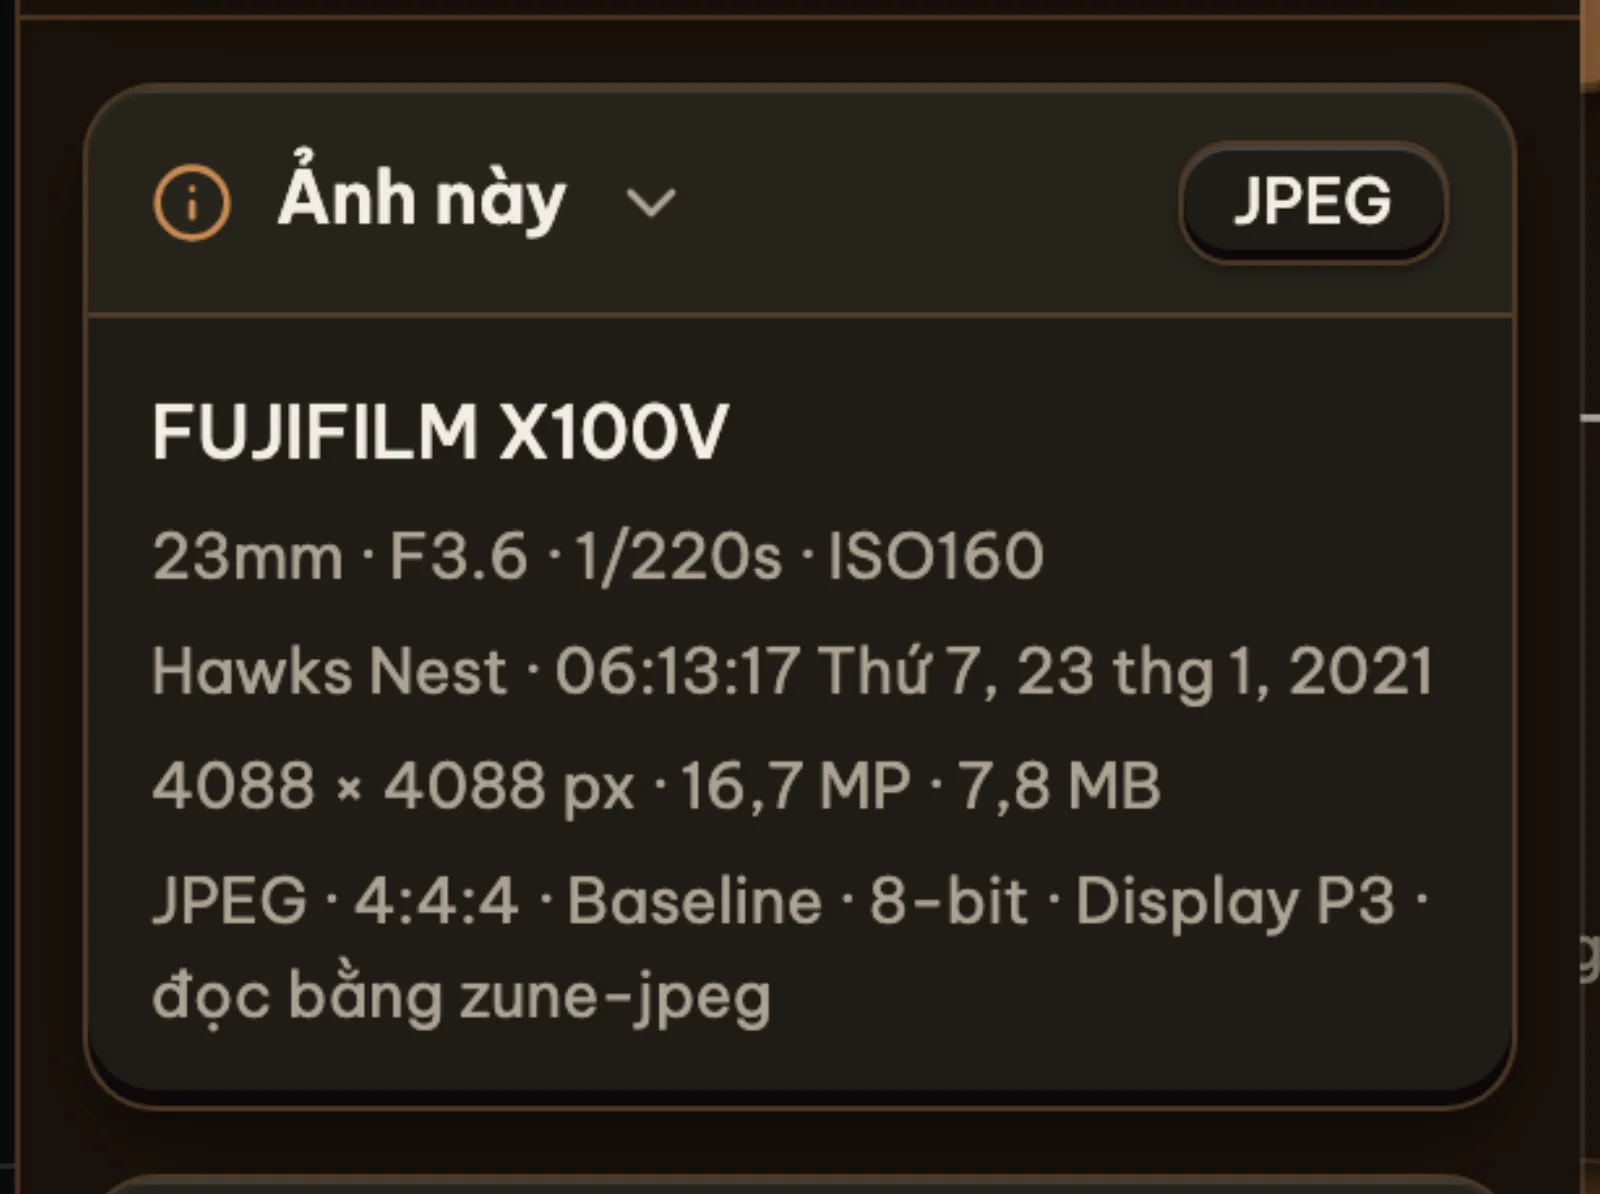 Ảnh này
JPEG
FUJIFILM X100V
23mm · F3.6 · 1/220s · ISO160
Hawks Nest · 06:13:17 Thứ 7, 23 thg 1, 2021
4088 × 4088 px · 16,7 MP · 7,8 MB
JPEG · 4:4:4 · Baseline · 8-bit · Display P3 ·
đọc bằng zune-jpeg